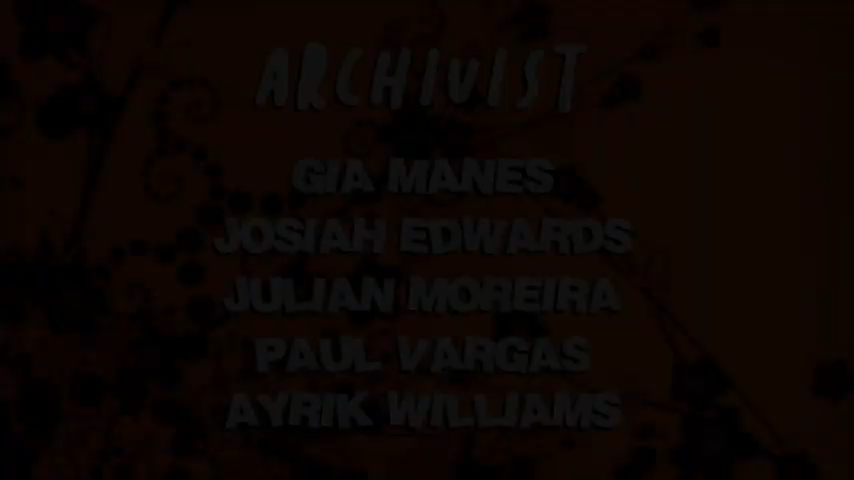 ARCHIVIST
GIA MANES
JOSIAH EDWARDS
JULIAN MOREIRA
PAUL VARGAS
AYRIK WILLIAMS